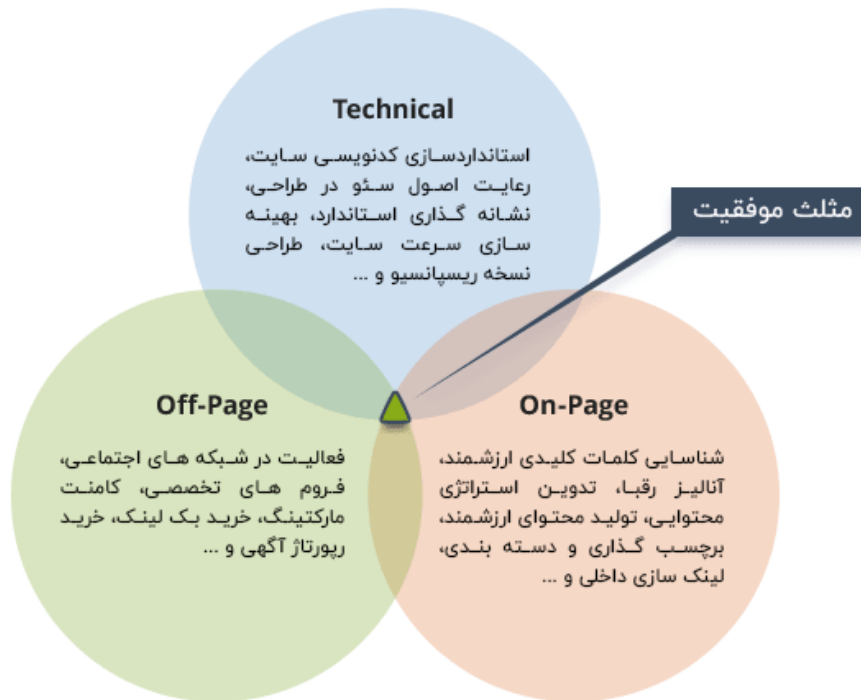 Technical
استانداردسازی کدنویسی سایت،
رعایت اصول سئو در طراحی،
نشانه گذاری استاندارد، بهینه
سازی سرعت سایت، طراحی
نسخه ریسپانسیو و ...
مثلث موفقیت
Off-Page
فعالیت در شبکه های اجتماعی،
فروم های تخصصی، کامنت
مارکتینگ، خرید بک لینک، خرید
رپورتاژ آگهی و ...
On-Page
شناسایی کلمات کلیدی ارزشمند،
آنالیز رقبا، تدوین استراتژی
محتوایی، تولید محتوای ارزشمند،
برچسب گذاری و دسته بندی،
لینک سازی داخلی و ...